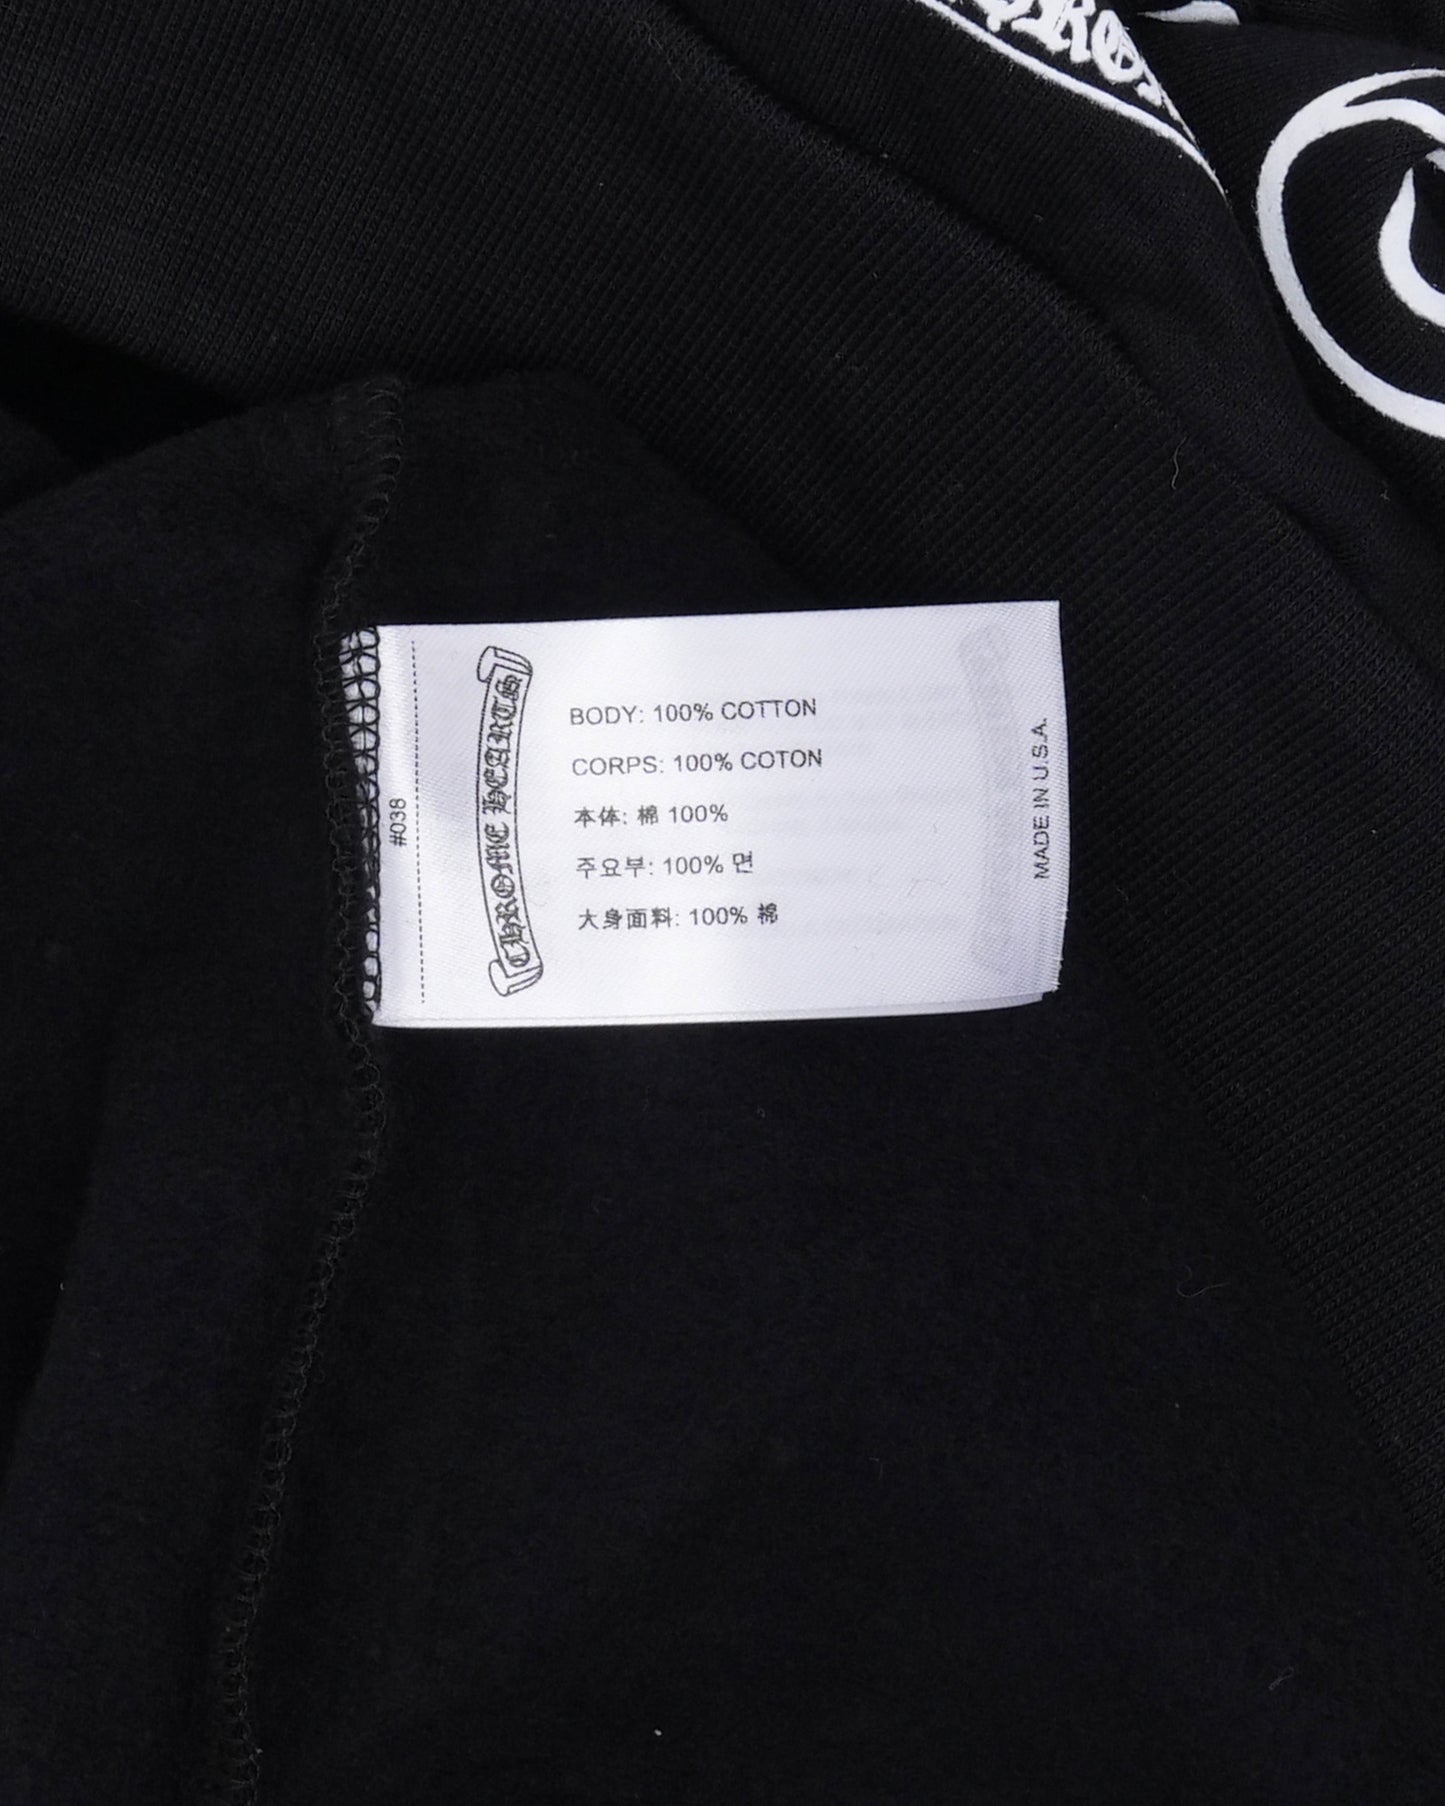 #038
CHROME HEARTS
BODY: 100% COTTON
CORPS: 100% COTON
本体: 棉 100%
주요부: 100% 면
大身面料: 100% 棉
MADE IN U.S.A.